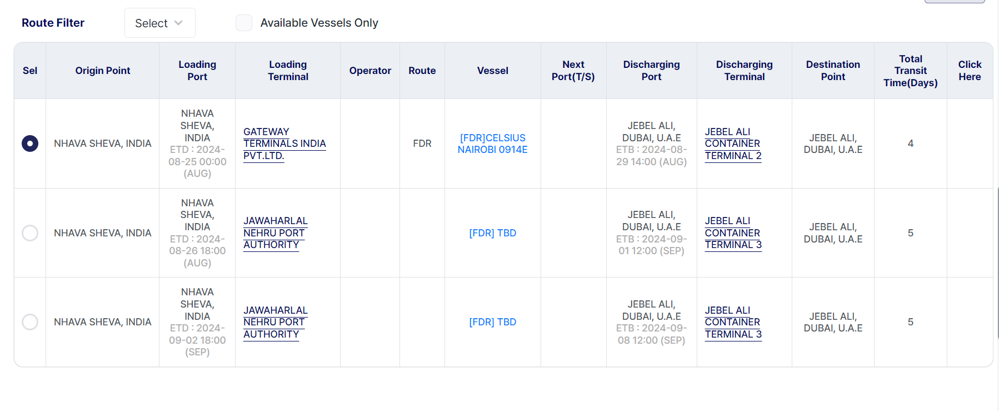 Route Filter
Select
Available Vessels Only
Sel
Origin Point
Loading
Port
Loading
Terminal
Operator
Route
Vessel
Next
Port(T/S)
Discharging
Port
Discharging
Terminal
Destination
Point
Total
Transit
Time(Days)
Click
Here
NHAVA SHEVA, INDIA
NHAVA
SHEVA,
INDIA
ETD : 2024-
08-25 00:00
(AUG)
GATEWAY
TERMINALS INDIA
PVT.LTD.
FDR
[FDR]CELSIUS
NAIROBI 0914E
JEBEL ALI,
DUBAI, U.A.E
ETB : 2024-08-
29 14:00 (AUG)
JEBEL ALI
CONTAINER
TERMINAL 2
JEBEL ALI,
DUBAI, U.A.E
4
NHAVA SHEVA, INDIA
NHAVA
SHEVA,
INDIA
ETD : 2024-
08-26 18:00
(AUG)
JAWAHARLAL
NEHRU PORT
AUTHORITY
[FDR] TBD
JEBEL ALI,
DUBAI, U.A.E
ETB : 2024-09-
01 12:00 (SEP)
JEBEL ALI
CONTAINER
TERMINAL 3
JEBEL ALI,
DUBAI, U.A.E
5
NHAVA SHEVA, INDIA
NHAVA
SHEVA,
INDIA
ETD : 2024-
09-02 18:00
(SEP)
JAWAHARLAL
NEHRU PORT
AUTHORITY
[FDR] TBD
JEBEL ALI,
DUBAI, U.A.E
ETB : 2024-09-
08 12:00 (SEP)
JEBEL ALI
CONTAINER
TERMINAL 3
JEBEL ALI,
DUBAI, U.A.E
5